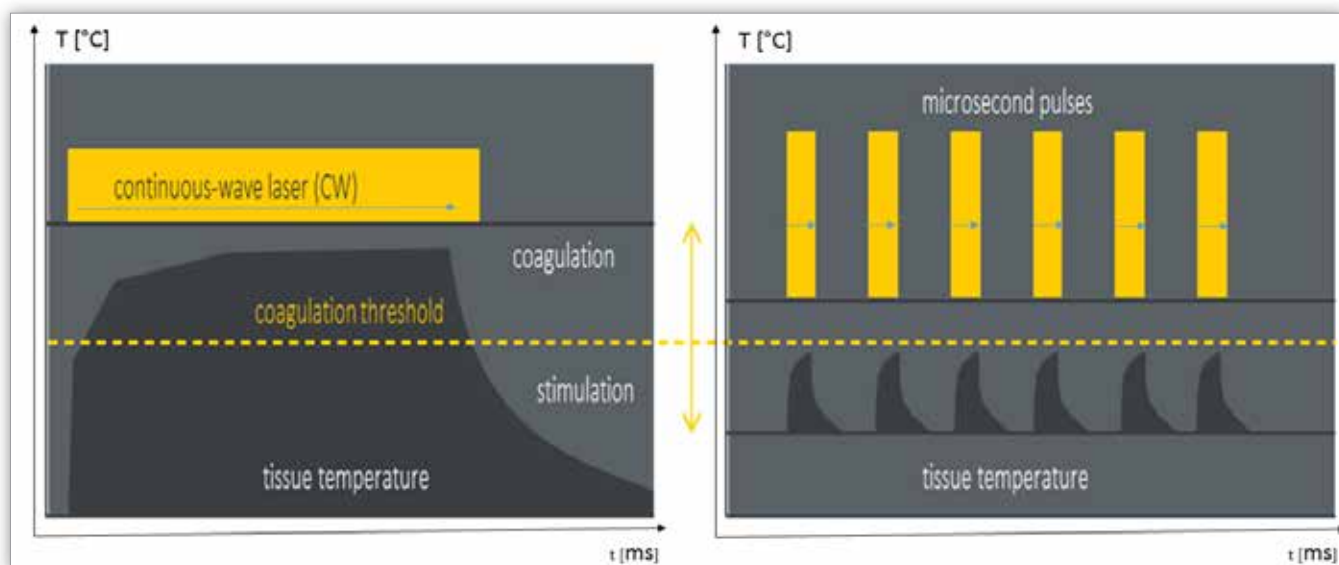 T [°C]
continuous-wave laser (CW)
coagulation
coagulation threshold
stimulation
tissue temperature
t [ms]
T [°C]
microsecond pulses
tissue temperature
t [ms]